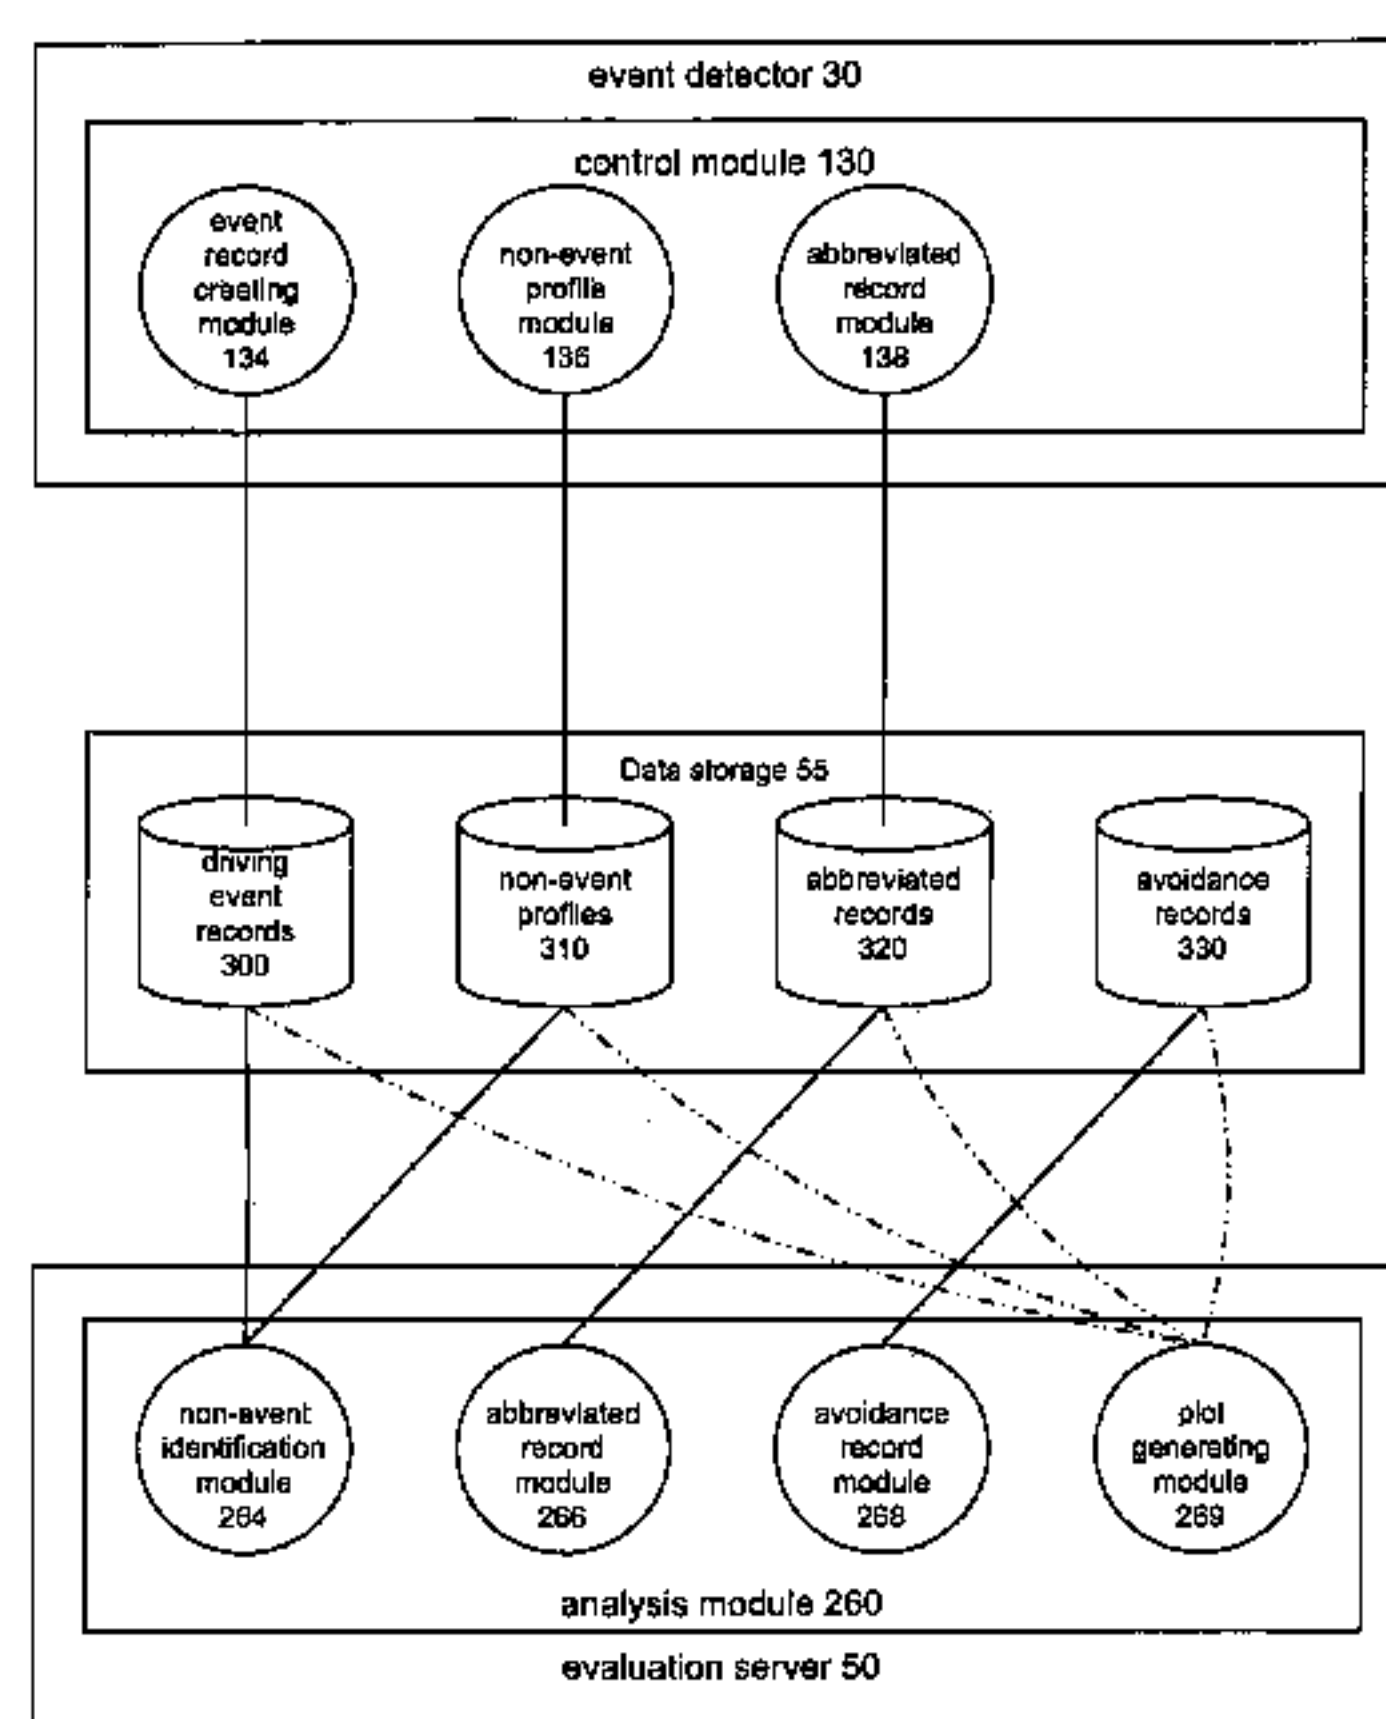 event detector 30
control module 130
event
record
creating
module
134
non-event
profile
module
136
abbreviated
record
module
138
Data storage 55
driving
event
records
300
non-event
profiles
310
abbreviated
records
320
avoidance
records
330
non-event
identification
module
264
abbreviated
record
module
266
avoidance
record
module
268
plot
generating
module
269
analysis module 260
evaluation server 50